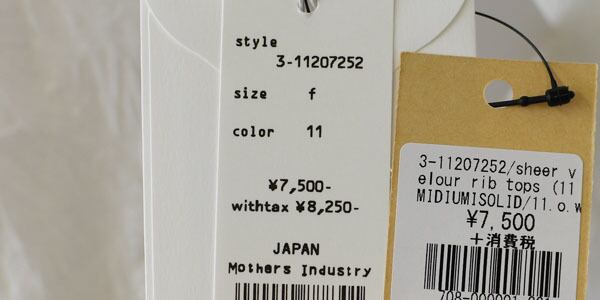 style
3-11207252
size f
color 11
¥7,500-
withtax ¥8,250-
JAPAN
Mothers Industry
3-11207252/sheer v
elour rib tops (11
MIDIUMISOLID/11.o.w
¥7,500
+消費税